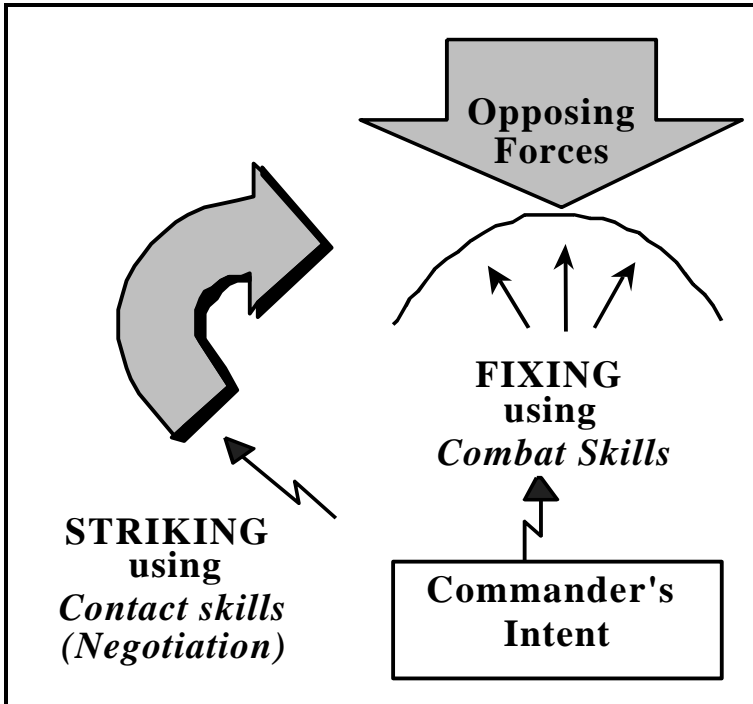 Opposing
Forces
FIXING
using
Combat Skills
STRIKING
using
Contact skills
(Negotiation)
Commander's
Intent